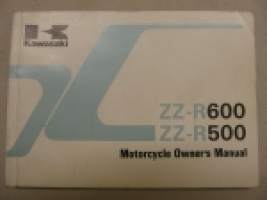 Kawasaki
ZZ-R600
ZZ-R500
Motorcycle Owners Manual